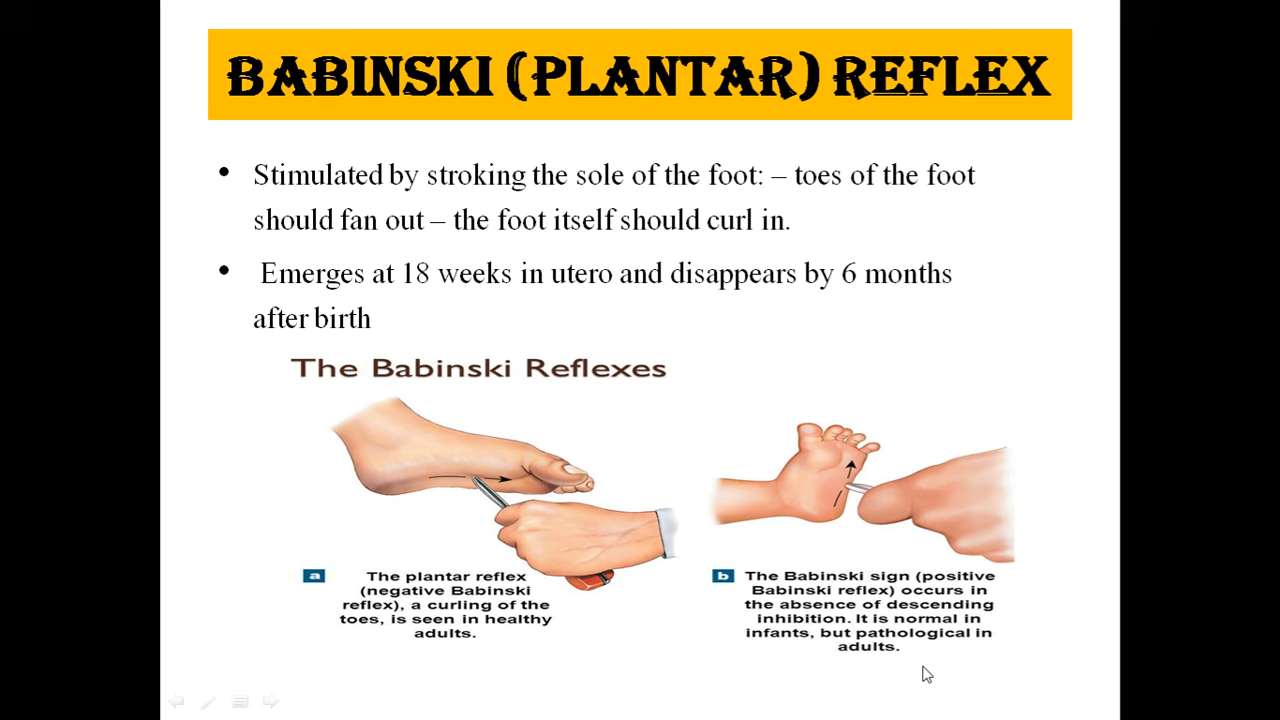 BABINSKI (PLANTAR) REFLEX
• Stimulated by stroking the sole of the foot: – toes of the foot
should fan out – the foot itself should curl in.
• Emerges at 18 weeks in utero and disappears by 6 months
after birth
The Babinski Reflexes
a The plantar reflex
(negative Babinski
reflex), a curling of the
toes, is seen in healthy
adults.
b The Babinski sign (positive
Babinski reflex) occurs in
the absence of descending
inhibition. It is normal in
infants, but pathological in
adults.